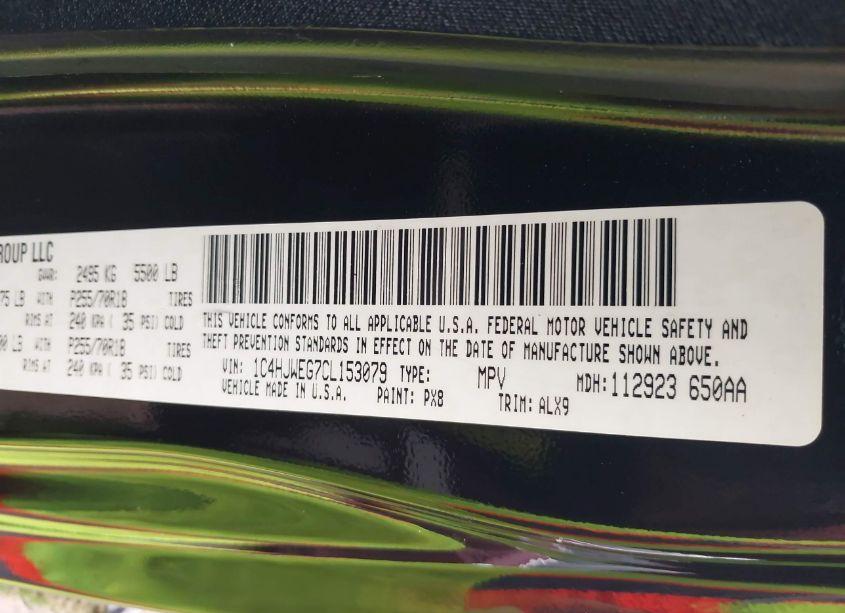 ROUP LLC
GVWR: 2495 KG 5500 LB
75 LB WITH P255/70R18 TIRES
RIMS AT 240 KPA ( 35 PSI) COLD
00 LB WITH P255/70R18 TIRES
RIMS AT 240 KPA ( 35 PSI) COLD
THIS VEHICLE CONFORMS TO ALL APPLICABLE U.S.A. FEDERAL MOTOR VEHICLE SAFETY AND
THEFT PREVENTION STANDARDS IN EFFECT ON THE DATE OF MANUFACTURE SHOWN ABOVE.
VIN: 1C4HJWEG7CL153079 TYPE: MPV MDH: 112923 650AA
VEHICLE MADE IN U.S.A. PAINT: PX8 TRIM: ALX9